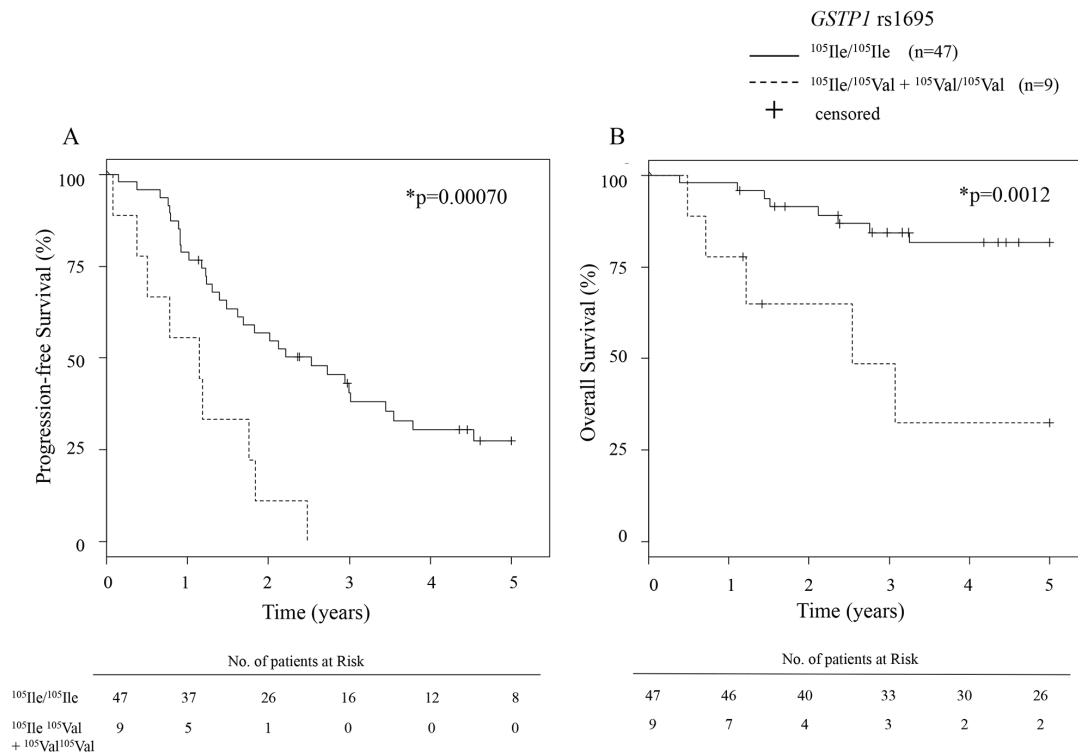 GSTP1 rs1695
¹⁰⁵Ile/¹⁰⁵Ile (n=47)
¹⁰⁵Ile/¹⁰⁵Val + ¹⁰⁵Val/¹⁰⁵Val (n=9)
censored
A
*p=0.00070
Progression-free Survival (%)
100
75
50
25
0
0 1 2 3 4 5
Time (years)
B
*p=0.0012
Overall Survival (%)
100
75
50
25
0
0 1 2 3 4 5
Time (years)
No. of patients at Risk
¹⁰⁵Ile/¹⁰⁵Ile 47 37 26 16 12 8
¹⁰⁵Ile ¹⁰⁵Val 9 5 1 0 0 0
+ ¹⁰⁵Val¹⁰⁵Val
No. of patients at Risk
47 46 40 33 30 26
9 7 4 3 2 2